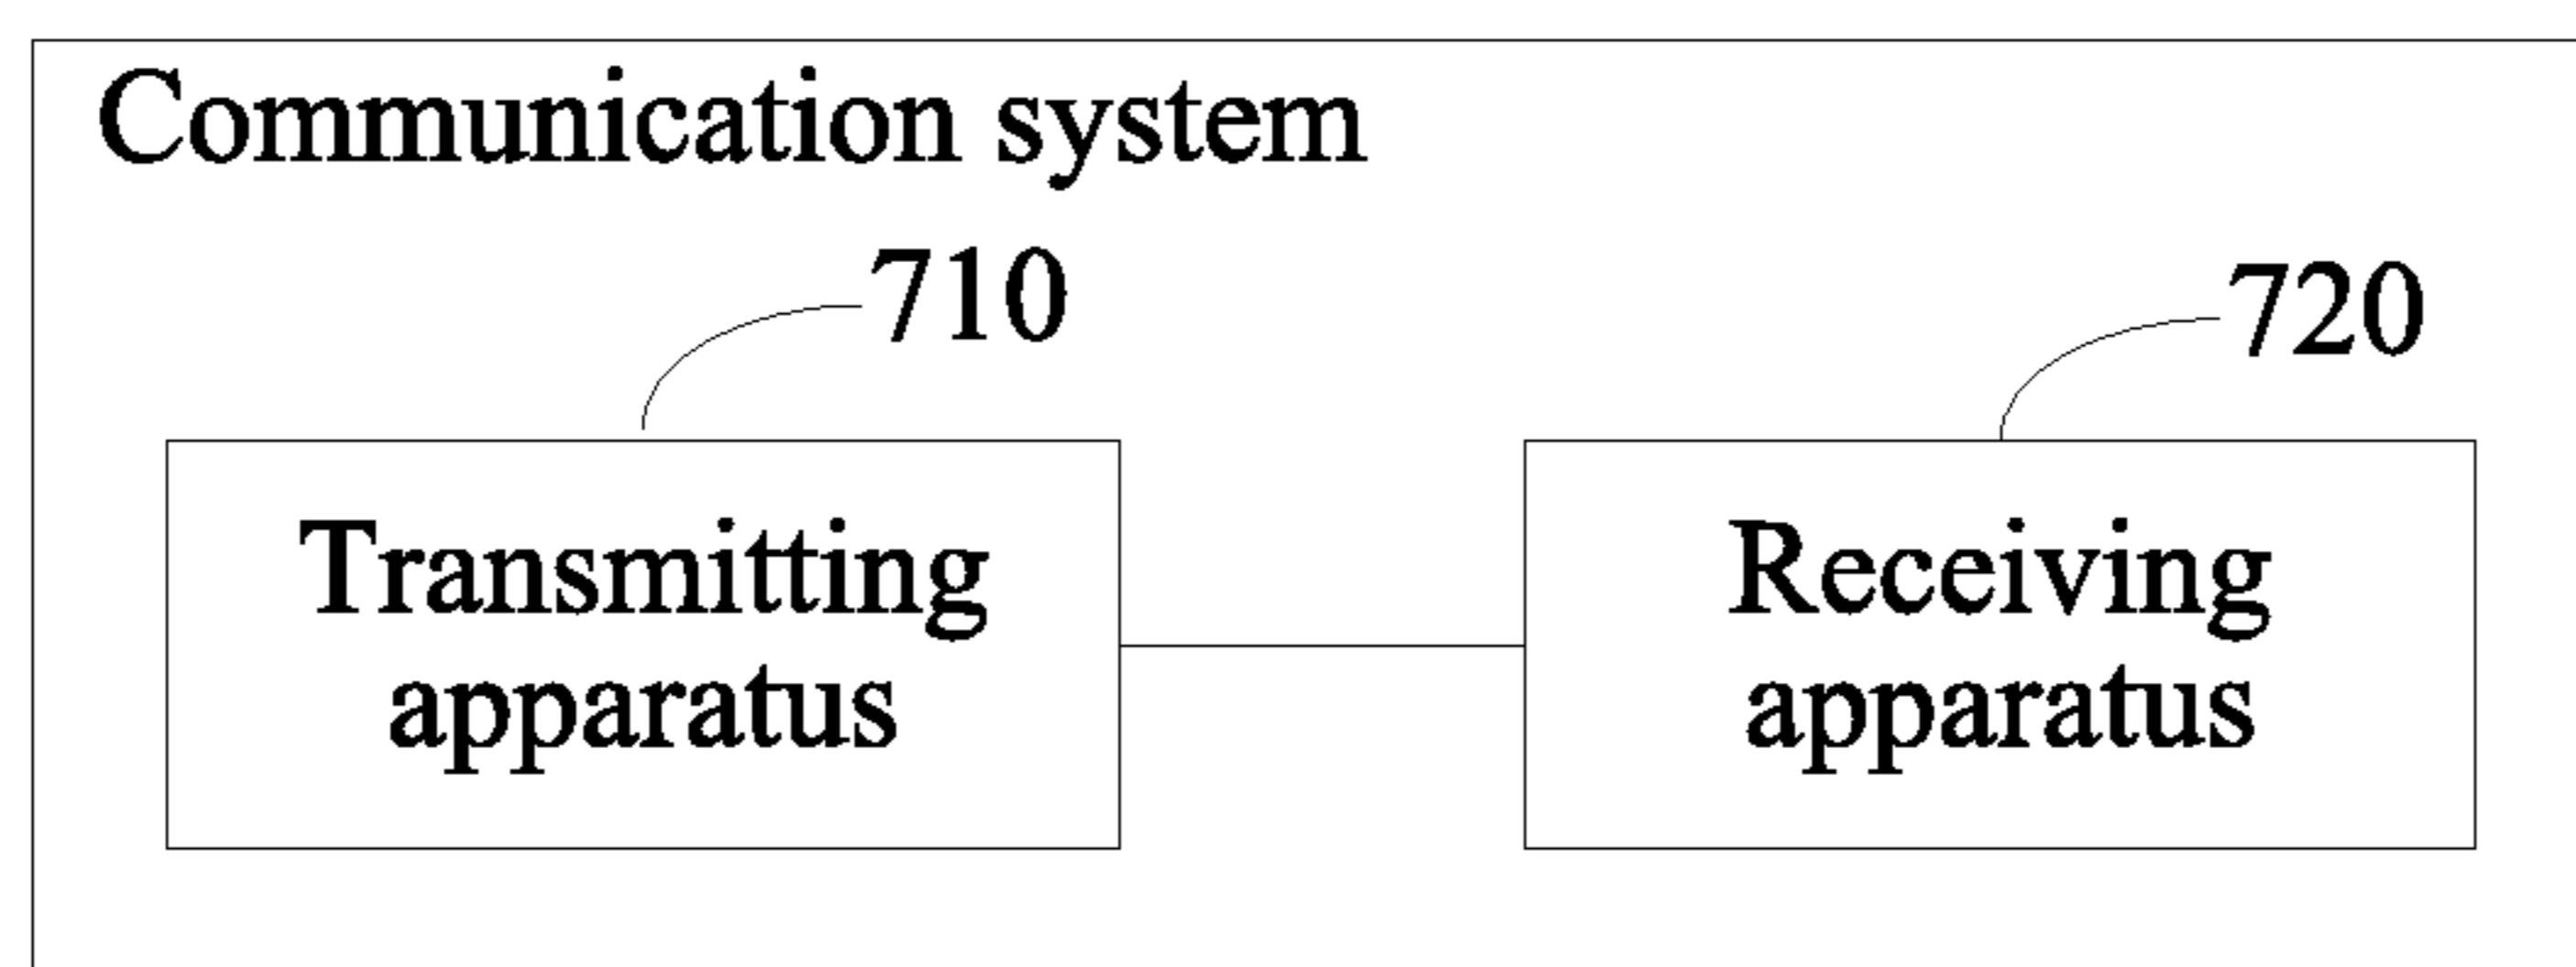 Communication system
710
720
Transmitting
apparatus
Receiving
apparatus